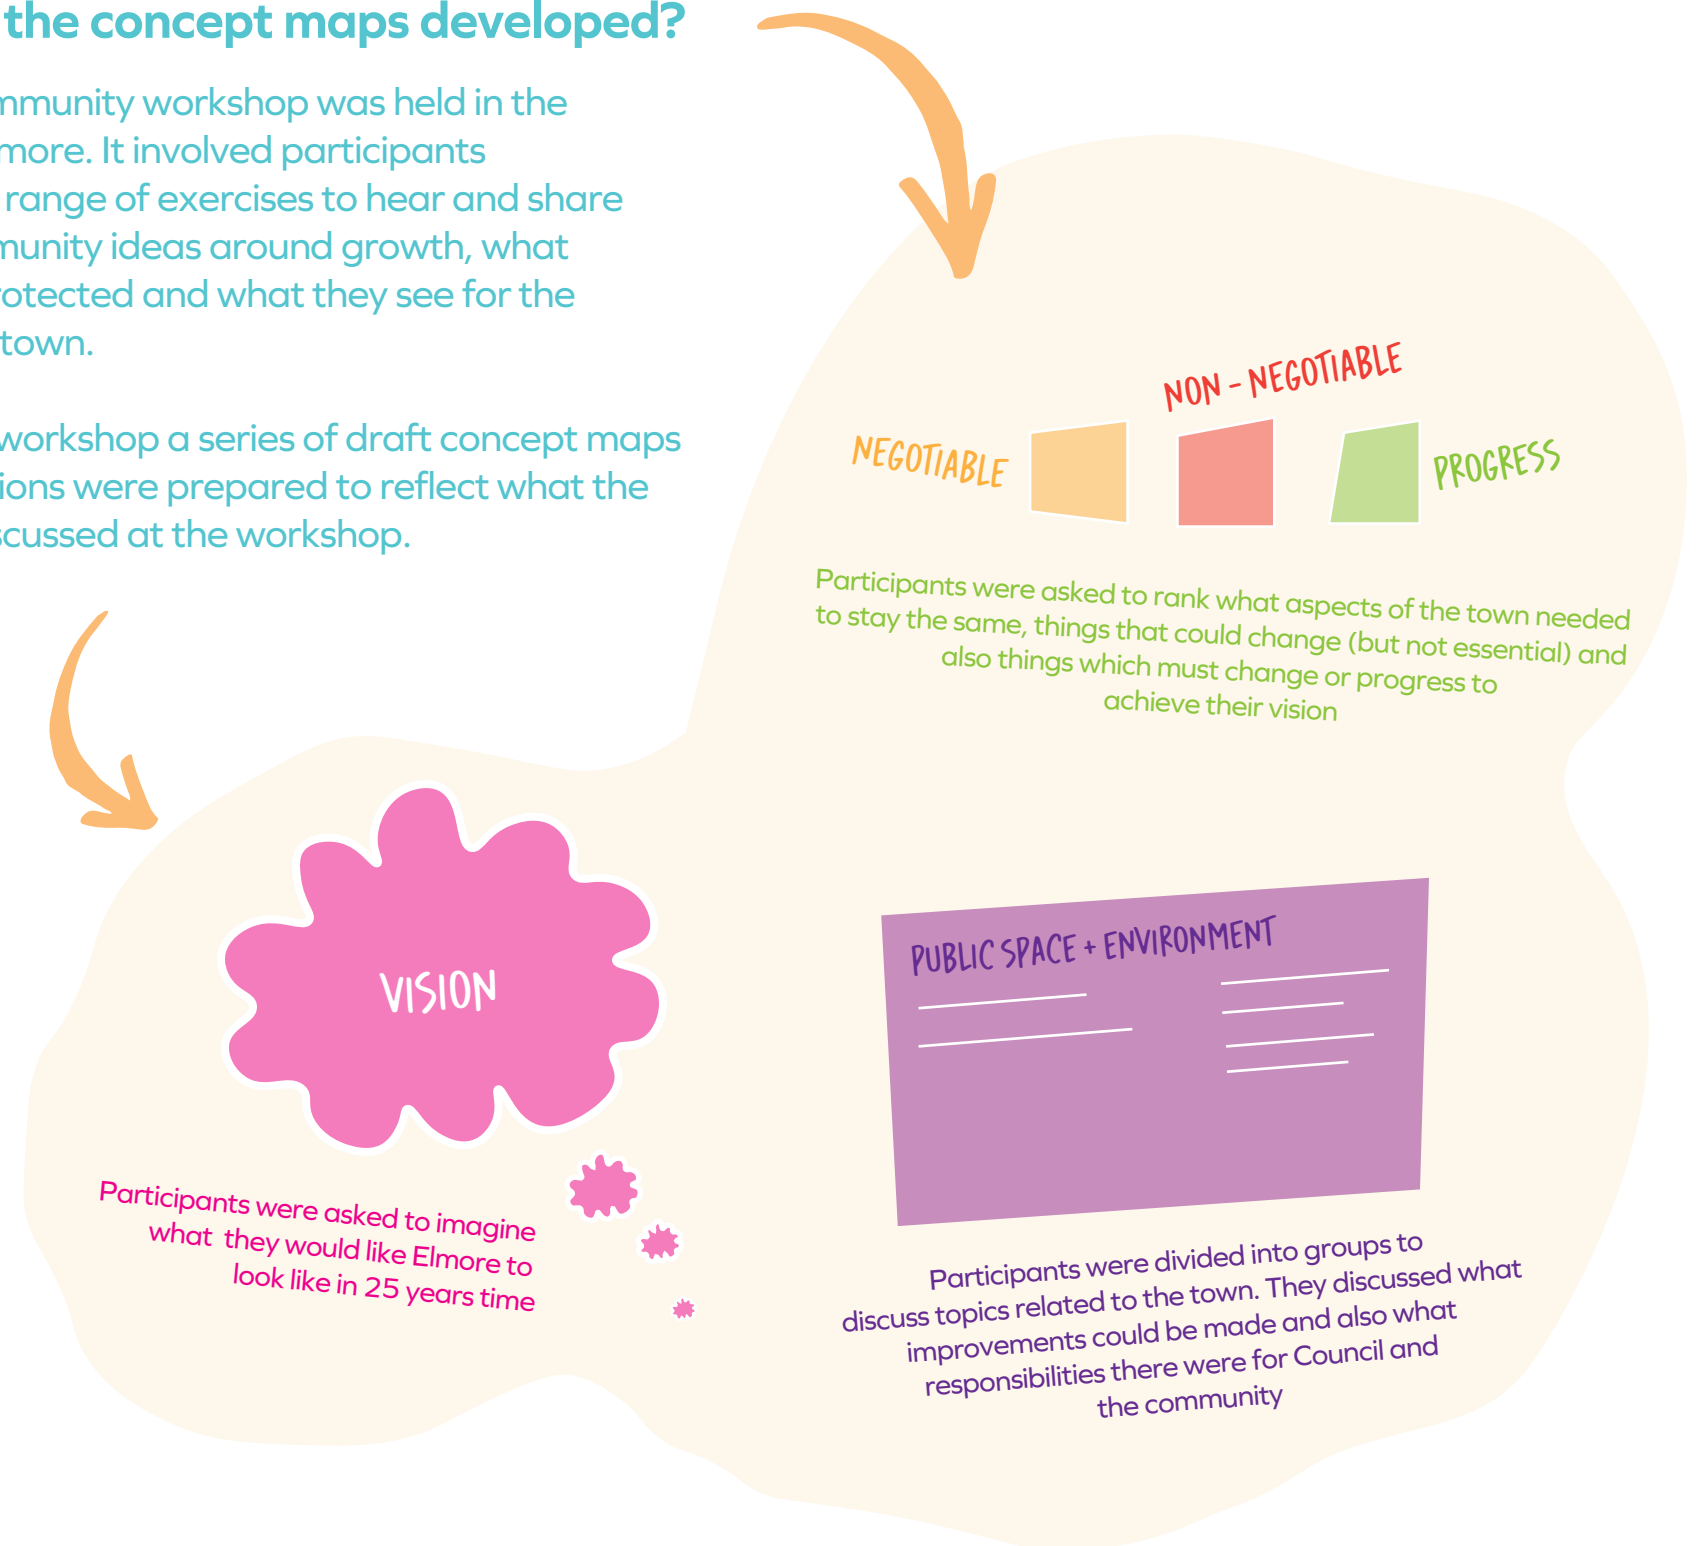 the concept maps developed?
mmunity workshop was held in the
more. It involved participants
range of exercises to hear and share
munity ideas around growth, what
rotected and what they see for the
town.
workshop a series of draft concept maps
ions were prepared to reflect what the
scussed at the workshop.
NON - NEGOTIABLE
NEGOTIABLE
PROGRESS
Participants were asked to rank what aspects of the town needed
to stay the same, things that could change (but not essential) and
also things which must change or progress to
achieve their vision
VISION
Participants were asked to imagine
what they would like Elmore to
look like in 25 years time
PUBLIC SPACE + ENVIRONMENT
Participants were divided into groups to
discuss topics related to the town. They discussed what
improvements could be made and also what
responsibilities there were for Council and
the community